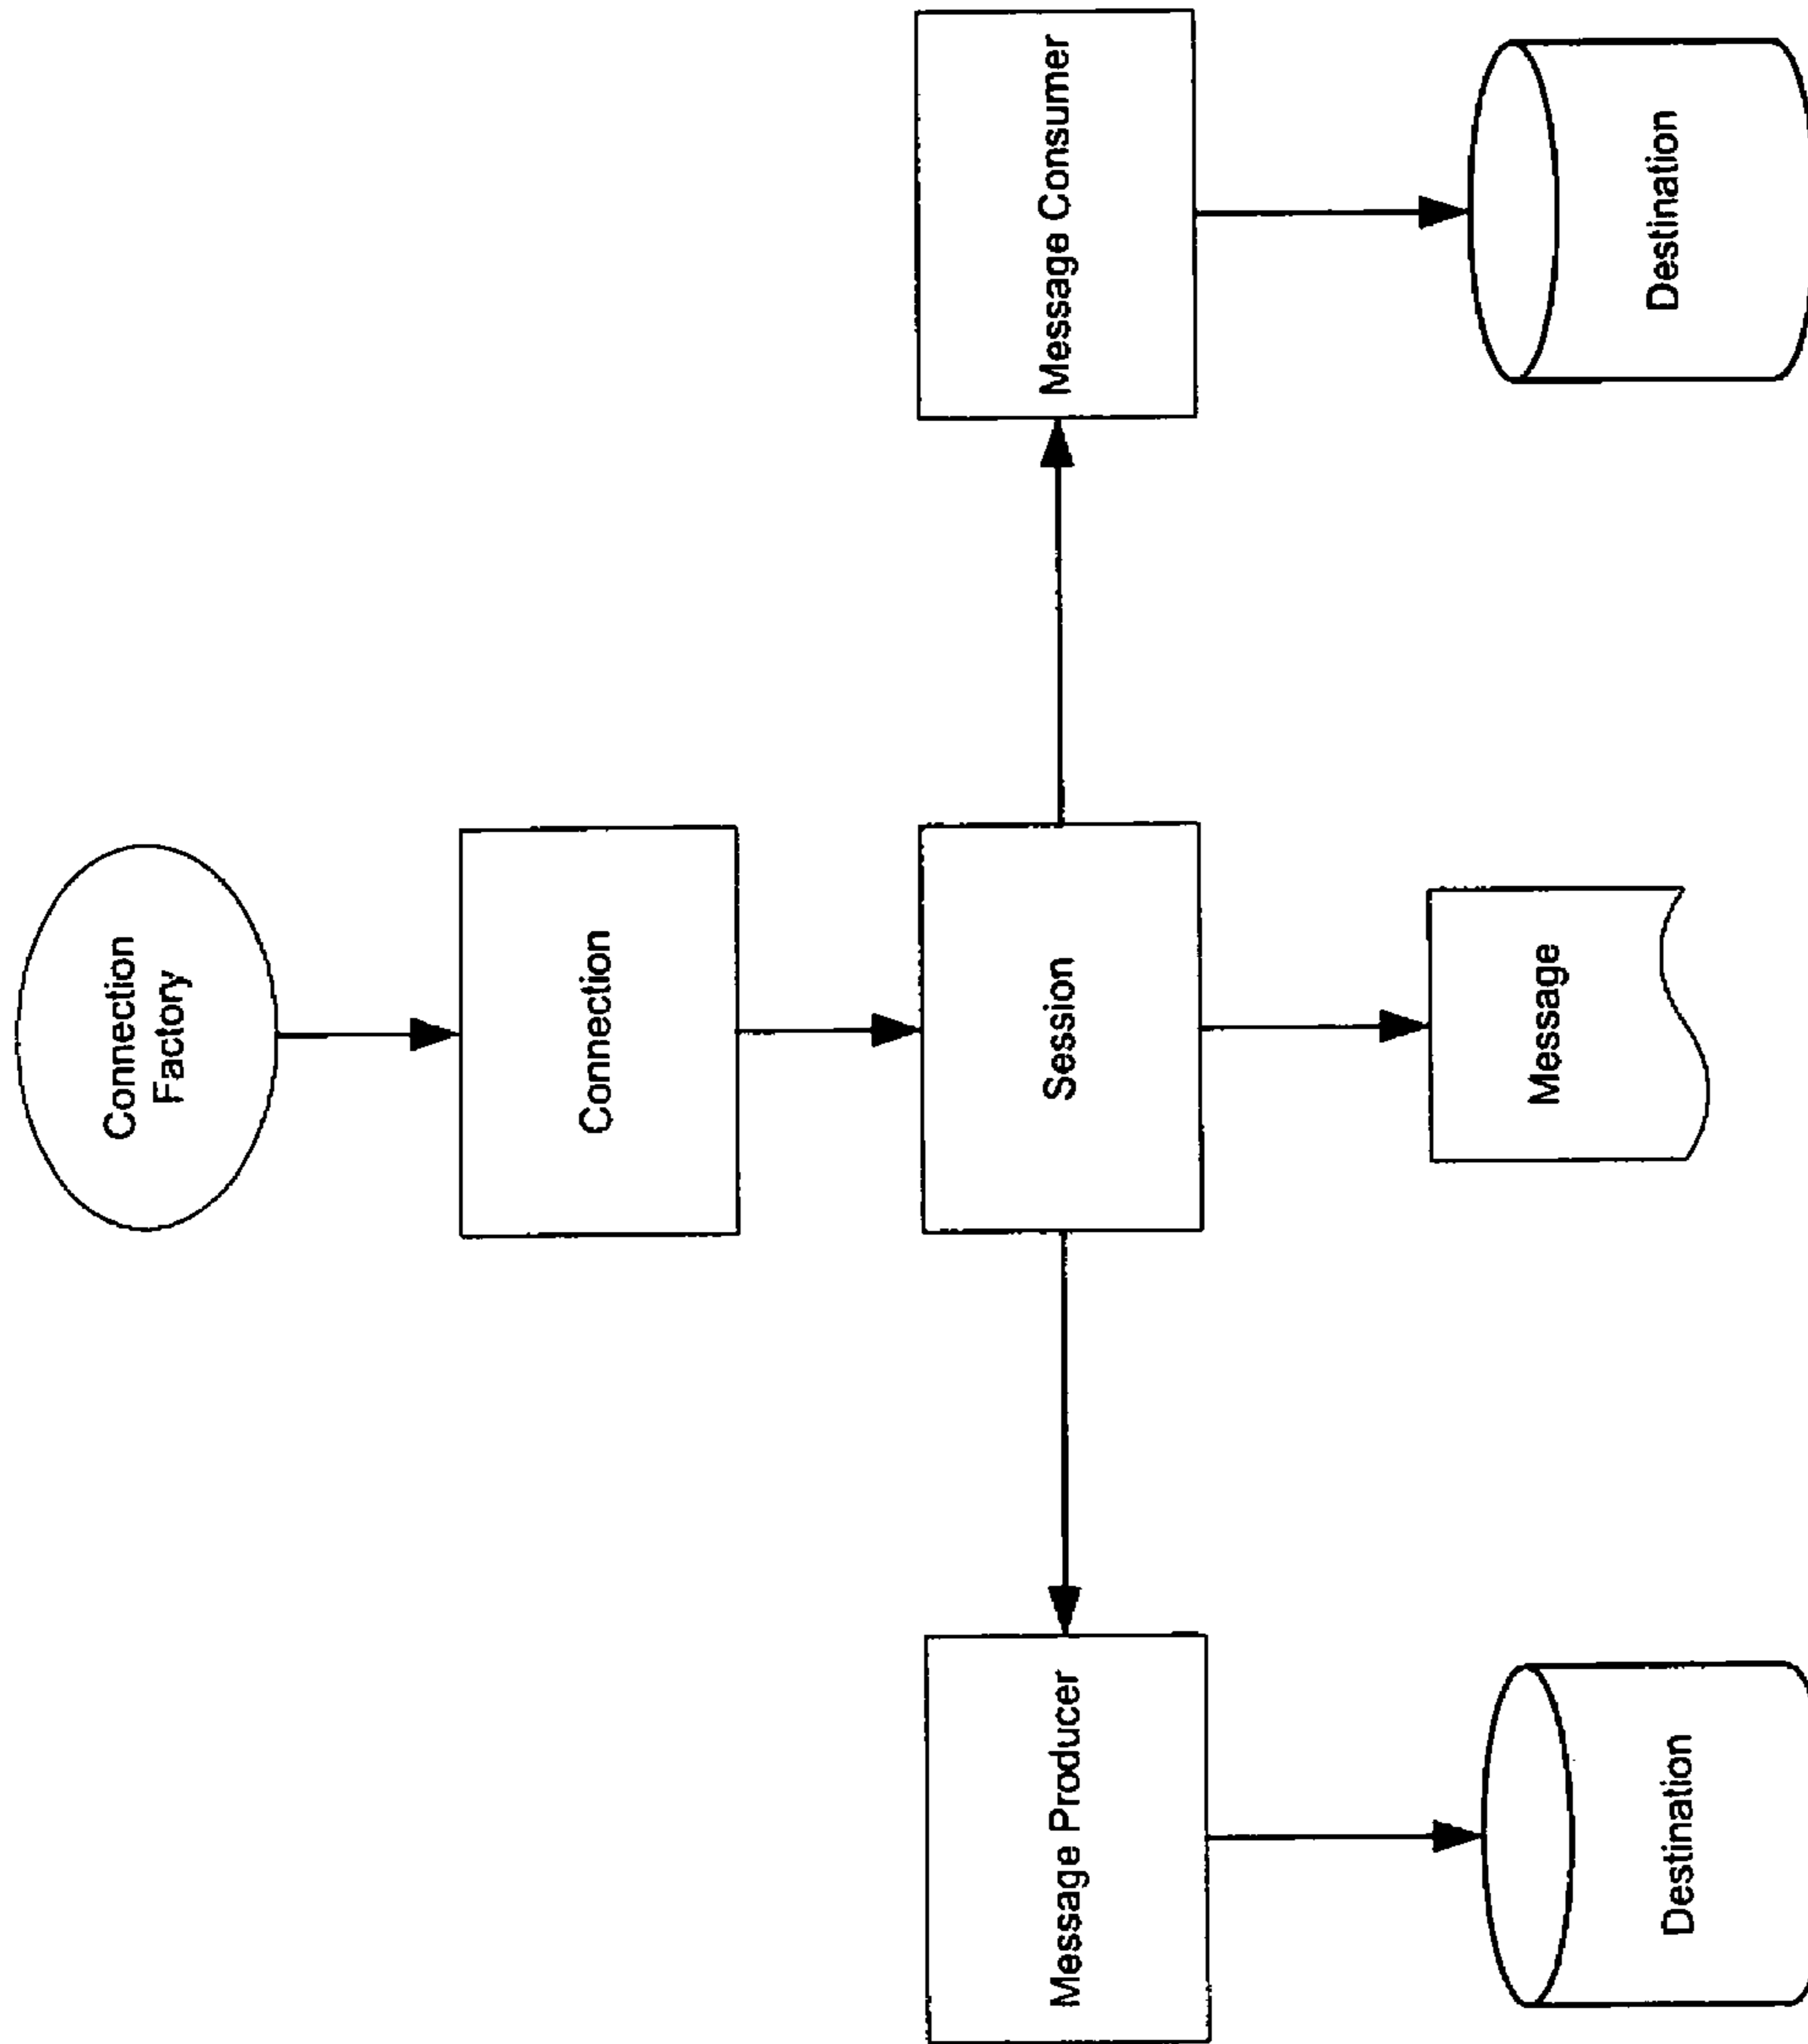 Connection
Factory
Connection
Message Producer
Session
Message Consumer
Message
Destination
Destination